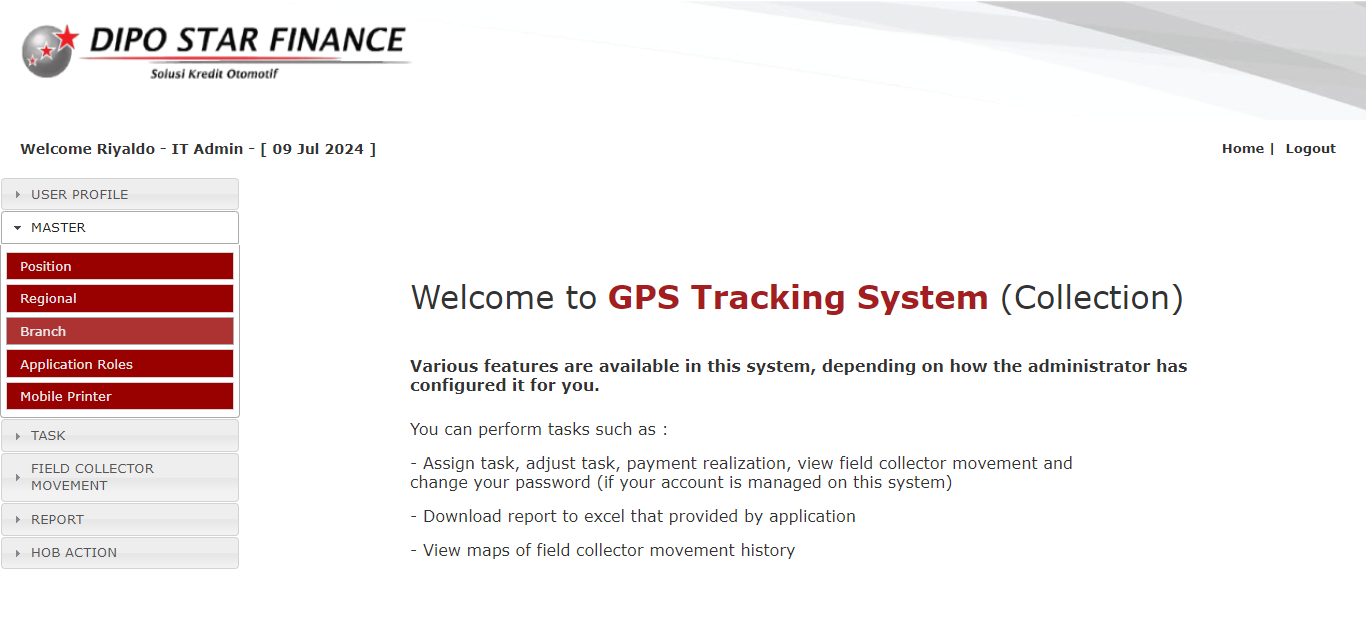 DIPO STAR FINANCE
Solusi Kredit Otomotif
Welcome Riyaldo - IT Admin - [ 09 Jul 2024 ]
Home | Logout
USER PROFILE
MASTER
Position
Regional
Branch
Application Roles
Mobile Printer
TASK
FIELD COLLECTOR
MOVEMENT
REPORT
HOB ACTION
Welcome to GPS Tracking System (Collection)
Various features are available in this system, depending on how the administrator has
configured it for you.
You can perform tasks such as :
- Assign task, adjust task, payment realization, view field collector movement and
change your password (if your account is managed on this system)
- Download report to excel that provided by application
- View maps of field collector movement history